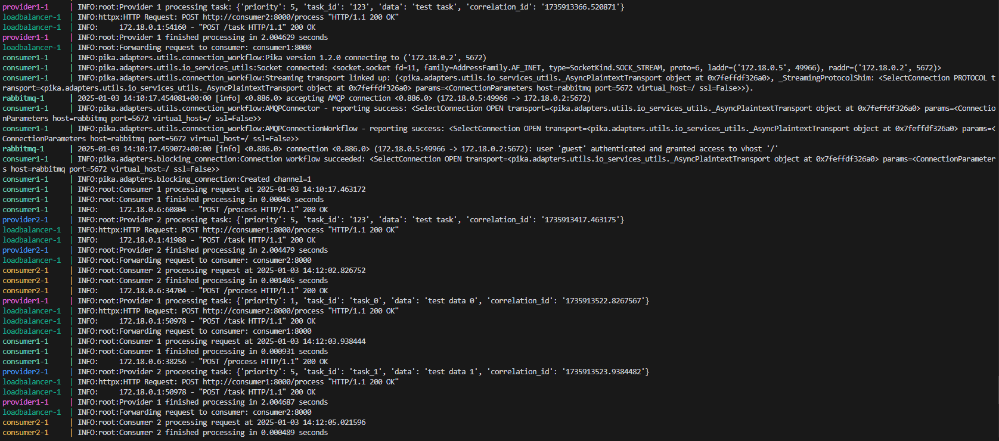 provider1-1     | INFO:root:Provider 1 processing task: {'priority': 5, 'task_id': '123', 'data': 'test task', 'correlation_id': '1735913366.520871'}
loadbalancer-1  | INFO:httpx:HTTP Request: POST http://consumer2:8000/process "HTTP/1.1 200 OK"
loadbalancer-1  | INFO:     172.18.0.1:54160 - "POST /task HTTP/1.1" 200 OK
provider1-1     | INFO:root:Provider 1 finished processing in 2.004629 seconds
loadbalancer-1  | INFO:root:Forwarding request to consumer: consumer1:8000
consumer1-1     | INFO:pika.adapters.utils.connection_workflow:Pika version 1.2.0 connecting to ('172.18.0.2', 5672)
consumer1-1     | INFO:pika.adapters.utils.io_services_utils:Socket connected: <socket.socket fd=11, family=AddressFamily.AF_INET, type=SocketKind.SOCK_STREAM, proto=6, laddr=('172.18.0.5', 49966), raddr=('172.18.0.2', 5672)>
consumer1-1     | INFO:pika.adapters.utils.connection_workflow:Streaming transport linked up: (<pika.adapters.utils.io_services_utils._AsyncPlaintextTransport object at 0x7feffdf326a0>, _StreamingProtocolShim: <SelectConnection PROTOCOL t
ransport=<pika.adapters.utils.io_services_utils._AsyncPlaintextTransport object at 0x7feffdf326a0> params=<ConnectionParameters host=rabbitmq port=5672 virtual_host=/ ssl=False>>).
rabbitmq-1      | 2025-01-03 14:10:17.454081+00:00 [info] <0.886.0> accepting AMQP connection <0.886.0> (172.18.0.5:49966 -> 172.18.0.2:5672)
consumer1-1     | INFO:pika.adapters.utils.connection_workflow:AMQPConnector - reporting success: <SelectConnection OPEN transport=<pika.adapters.utils.io_services_utils._AsyncPlaintextTransport object at 0x7feffdf326a0> params=<Connectio
nParameters host=rabbitmq port=5672 virtual_host=/ ssl=False>>
consumer1-1     | INFO:pika.adapters.utils.connection_workflow:AMQPConnectionWorkflow - reporting success: <SelectConnection OPEN transport=<pika.adapters.utils.io_services_utils._AsyncPlaintextTransport object at 0x7feffdf326a0> params=<
ConnectionParameters host=rabbitmq port=5672 virtual_host=/ ssl=False>>
rabbitmq-1      | 2025-01-03 14:10:17.459072+00:00 [info] <0.886.0> connection <0.886.0> (172.18.0.5:49966 -> 172.18.0.2:5672): user 'guest' authenticated and granted access to vhost '/'
consumer1-1     | INFO:pika.adapters.blocking_connection:Connection workflow succeeded: <SelectConnection OPEN transport=<pika.adapters.utils.io_services_utils._AsyncPlaintextTransport object at 0x7feffdf326a0> params=<ConnectionParameter
s host=rabbitmq port=5672 virtual_host=/ ssl=False>>
consumer1-1     | INFO:pika.adapters.blocking_connection:Created channel=1
consumer1-1     | INFO:root:Consumer 1 processing request at 2025-01-03 14:10:17.463172
consumer1-1     | INFO:root:Consumer 1 finished processing in 0.00046 seconds
consumer1-1     | INFO:     172.18.0.6:60804 - "POST /process HTTP/1.1" 200 OK
provider2-1     | INFO:root:Provider 2 processing task: {'priority': 5, 'task_id': '123', 'data': 'test task', 'correlation_id': '1735913417.463175'}
loadbalancer-1  | INFO:httpx:HTTP Request: POST http://consumer1:8000/process "HTTP/1.1 200 OK"
loadbalancer-1  | INFO:     172.18.0.1:41988 - "POST /task HTTP/1.1" 200 OK
provider2-1     | INFO:root:Provider 2 finished processing in 2.004479 seconds
loadbalancer-1  | INFO:root:Forwarding request to consumer: consumer2:8000
consumer2-1     | INFO:root:Consumer 2 processing request at 2025-01-03 14:12:02.826752
consumer2-1     | INFO:root:Consumer 2 finished processing in 0.001405 seconds
consumer2-1     | INFO:     172.18.0.6:34704 - "POST /process HTTP/1.1" 200 OK
provider1-1     | INFO:root:Provider 1 processing task: {'priority': 1, 'task_id': 'task_0', 'data': 'test data 0', 'correlation_id': '1735913522.8267567'}
loadbalancer-1  | INFO:httpx:HTTP Request: POST http://consumer2:8000/process "HTTP/1.1 200 OK"
loadbalancer-1  | INFO:     172.18.0.1:50978 - "POST /task HTTP/1.1" 200 OK
loadbalancer-1  | INFO:root:Forwarding request to consumer: consumer1:8000
consumer1-1     | INFO:root:Consumer 1 processing request at 2025-01-03 14:12:03.938444
consumer1-1     | INFO:root:Consumer 1 finished processing in 0.000931 seconds
consumer1-1     | INFO:     172.18.0.6:38256 - "POST /process HTTP/1.1" 200 OK
provider2-1     | INFO:root:Provider 2 processing task: {'priority': 5, 'task_id': 'task_1', 'data': 'test data 1', 'correlation_id': '1735913523.9384482'}
loadbalancer-1  | INFO:httpx:HTTP Request: POST http://consumer1:8000/process "HTTP/1.1 200 OK"
loadbalancer-1  | INFO:     172.18.0.1:50978 - "POST /task HTTP/1.1" 200 OK
provider1-1     | INFO:root:Provider 1 finished processing in 2.004687 seconds
loadbalancer-1  | INFO:root:Forwarding request to consumer: consumer2:8000
consumer2-1     | INFO:root:Consumer 2 processing request at 2025-01-03 14:12:05.021596
consumer2-1     | INFO:root:Consumer 2 finished processing in 0.000489 seconds